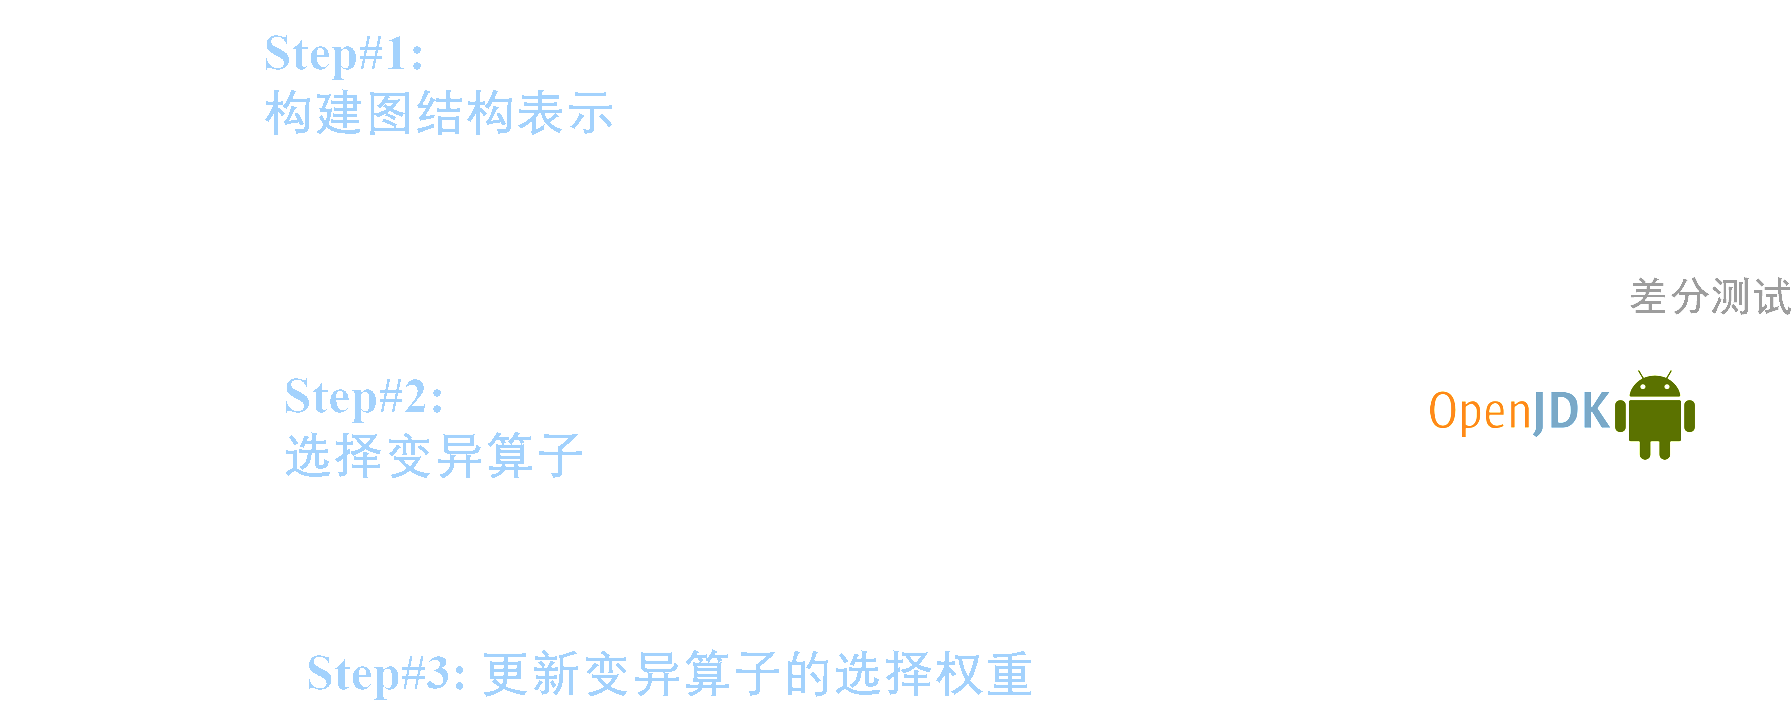 Step#1:
构建图结构表示
差分测试
OpenJDK
Step#2:
选择变异算子
Step#3: 更新变异算子的选择权重